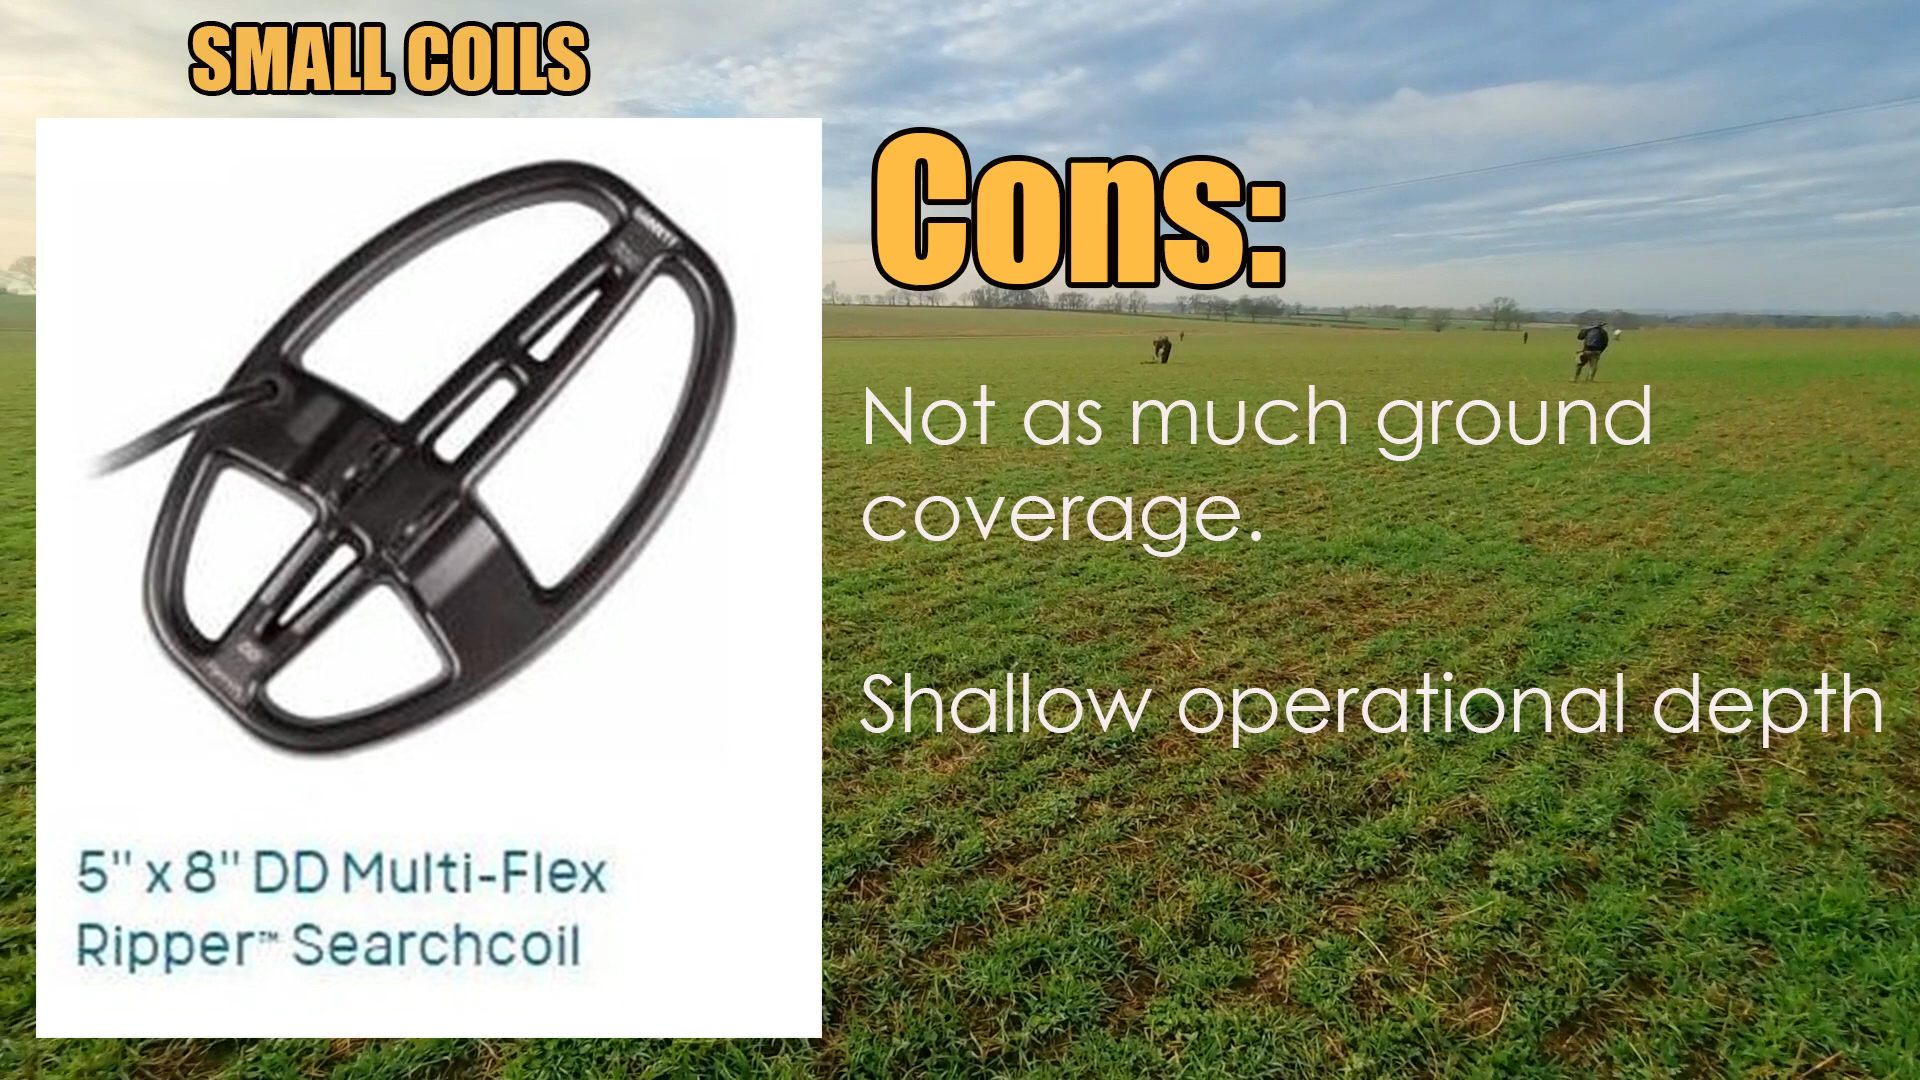 SMALL COILS
Cons:
Not as much ground
coverage.
Shallow operational depth
5" x 8" DD Multi-Flex
Ripper™ Searchcoil